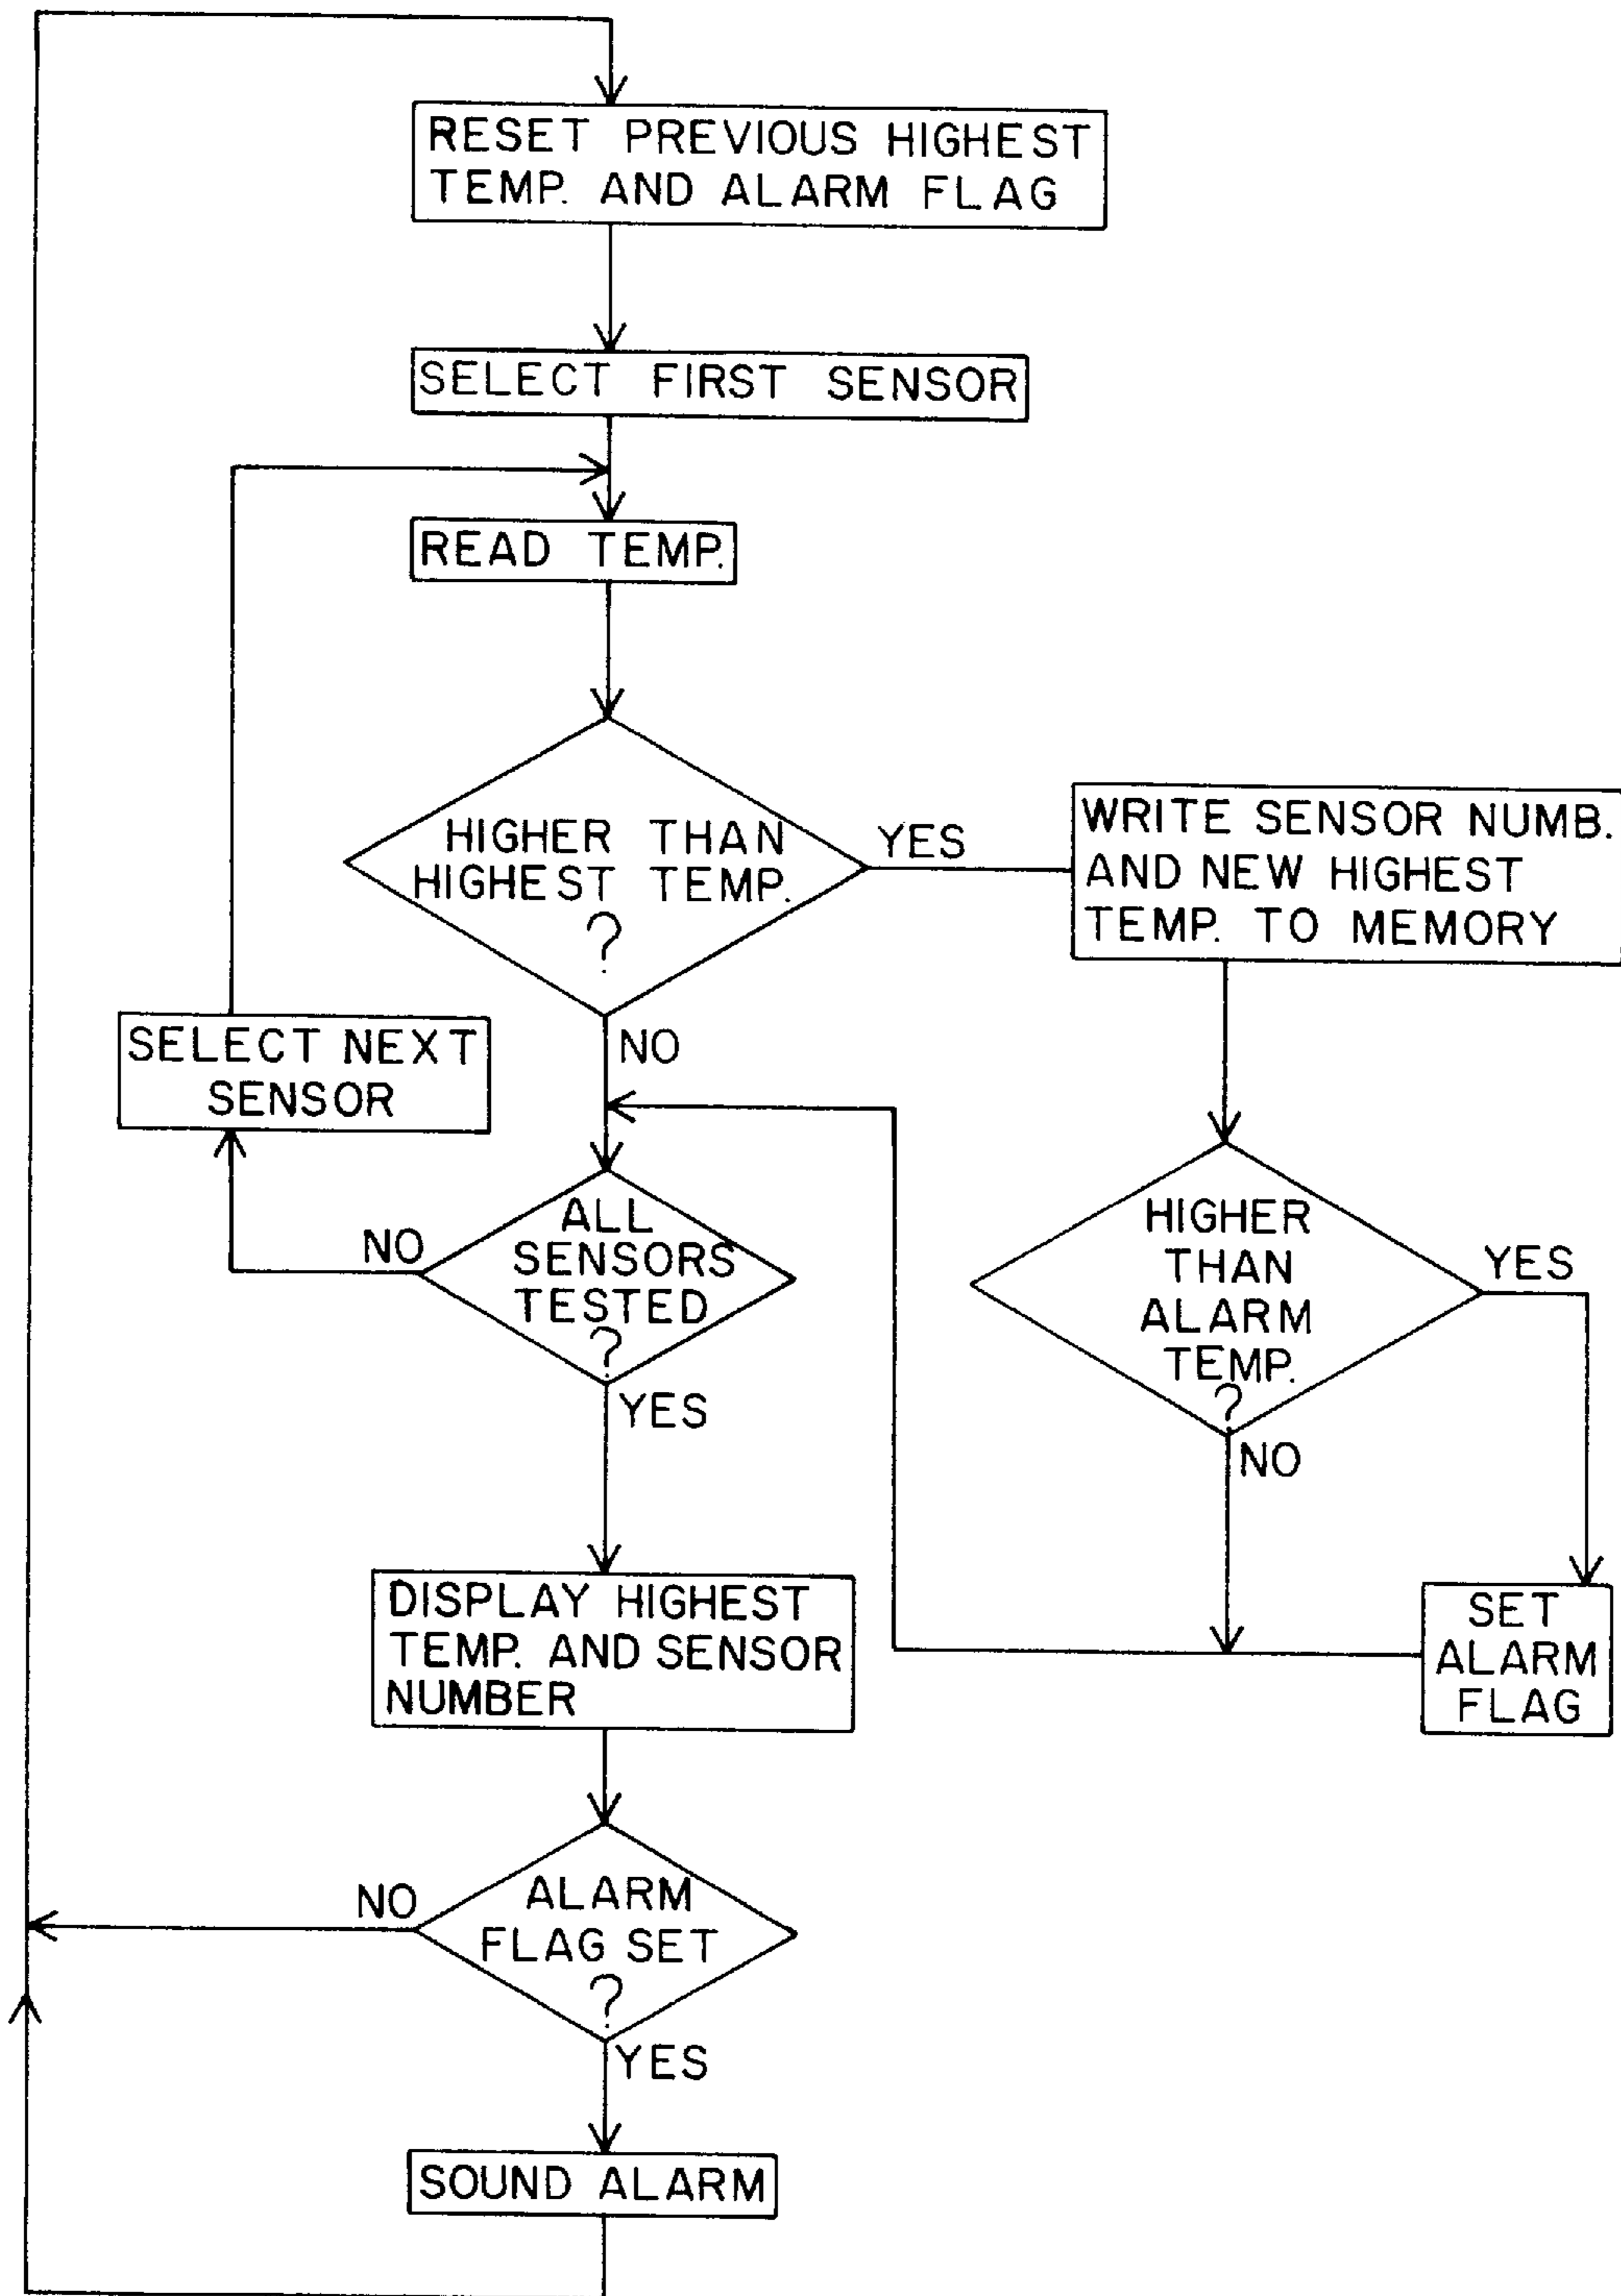 RESET PREVIOUS HIGHEST
TEMP. AND ALARM FLAG
SELECT FIRST SENSOR
READ TEMP.
HIGHER THAN
HIGHEST TEMP.
?
YES
WRITE SENSOR NUMB.
AND NEW HIGHEST
TEMP. TO MEMORY
NO
SELECT NEXT
SENSOR
ALL
SENSORS
TESTED
?
NO
YES
HIGHER
THAN
ALARM
TEMP.
?
YES
NO
SET
ALARM
FLAG
DISPLAY HIGHEST
TEMP. AND SENSOR
NUMBER
ALARM
FLAG SET
?
NO
YES
SOUND ALARM